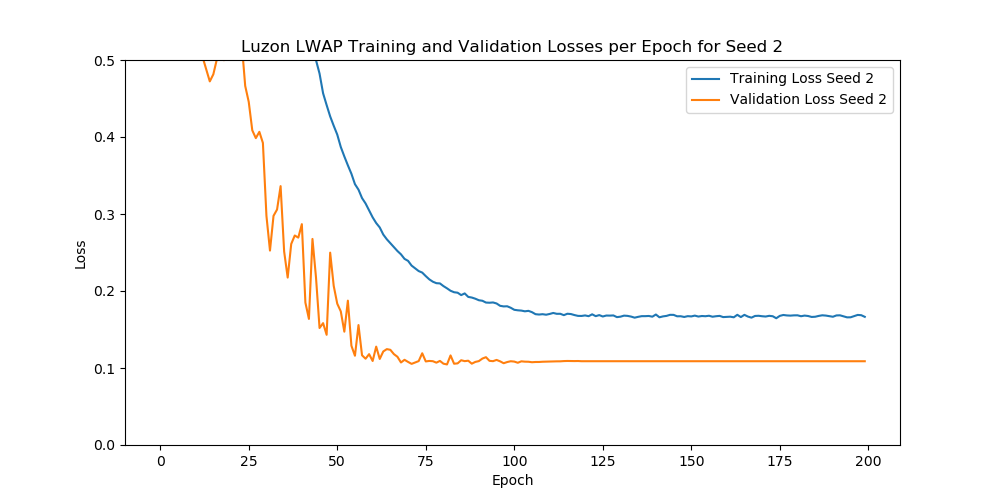 Luzon LWAP Training and Validation Losses per Epoch for Seed 2
Training Loss Seed 2
Validation Loss Seed 2
Loss
0.5
0.4
0.3
0.2
0.1
0.0
0 25 50 75 100 125 150 175 200
Epoch